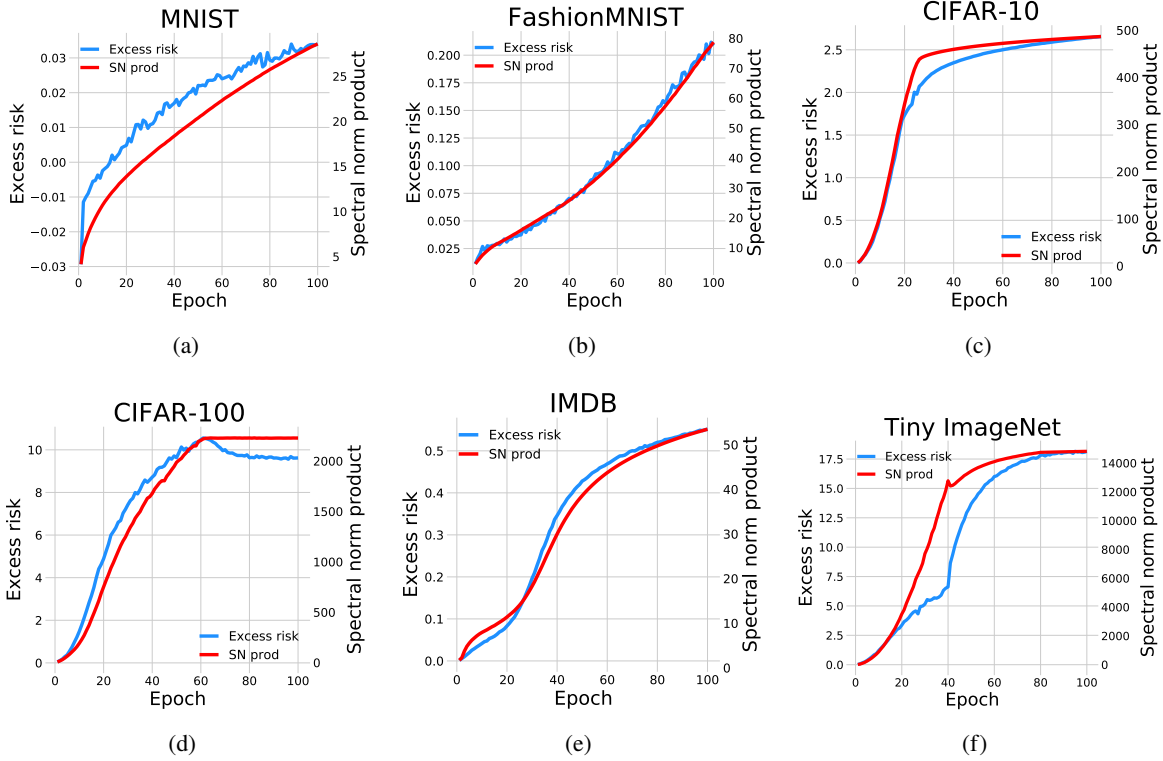 MNIST
Excess risk
SN prod
0.03
0.02
0.01
0.00
−0.01
−0.02
−0.03
25
20
15
10
5
0
20
40
60
80
100
Excess risk
Spectral norm product
Epoch
(a)
FashionMNIST
Excess risk
SN prod
0.200
0.175
0.150
0.125
0.100
0.075
0.050
0.025
80
70
60
50
40
30
20
10
0
20
40
60
80
100
Excess risk
Spectral norm product
Epoch
(b)
CIFAR-10
2.5
2.0
1.5
1.0
0.5
0.0
500
400
300
200
100
0
Excess risk
SN prod
0
20
40
60
80
100
Excess risk
Spectral norm product
Epoch
(c)
CIFAR-100
10
8
6
4
2
0
2000
1500
1000
500
0
Excess risk
SN prod
0
20
40
60
80
100
Excess risk
Spectral norm product
Epoch
(d)
IMDB
Excess risk
SN prod
0.5
0.4
0.3
0.2
0.1
0.0
50
40
30
20
10
0
0
20
40
60
80
100
Excess risk
Spectral norm product
Epoch
(e)
Tiny ImageNet
Excess risk
SN prod
17.5
15.0
12.5
10.0
7.5
5.0
2.5
0.0
14000
12000
10000
8000
6000
4000
2000
0
0
20
40
60
80
100
Excess risk
Spectral norm product
Epoch
(f)